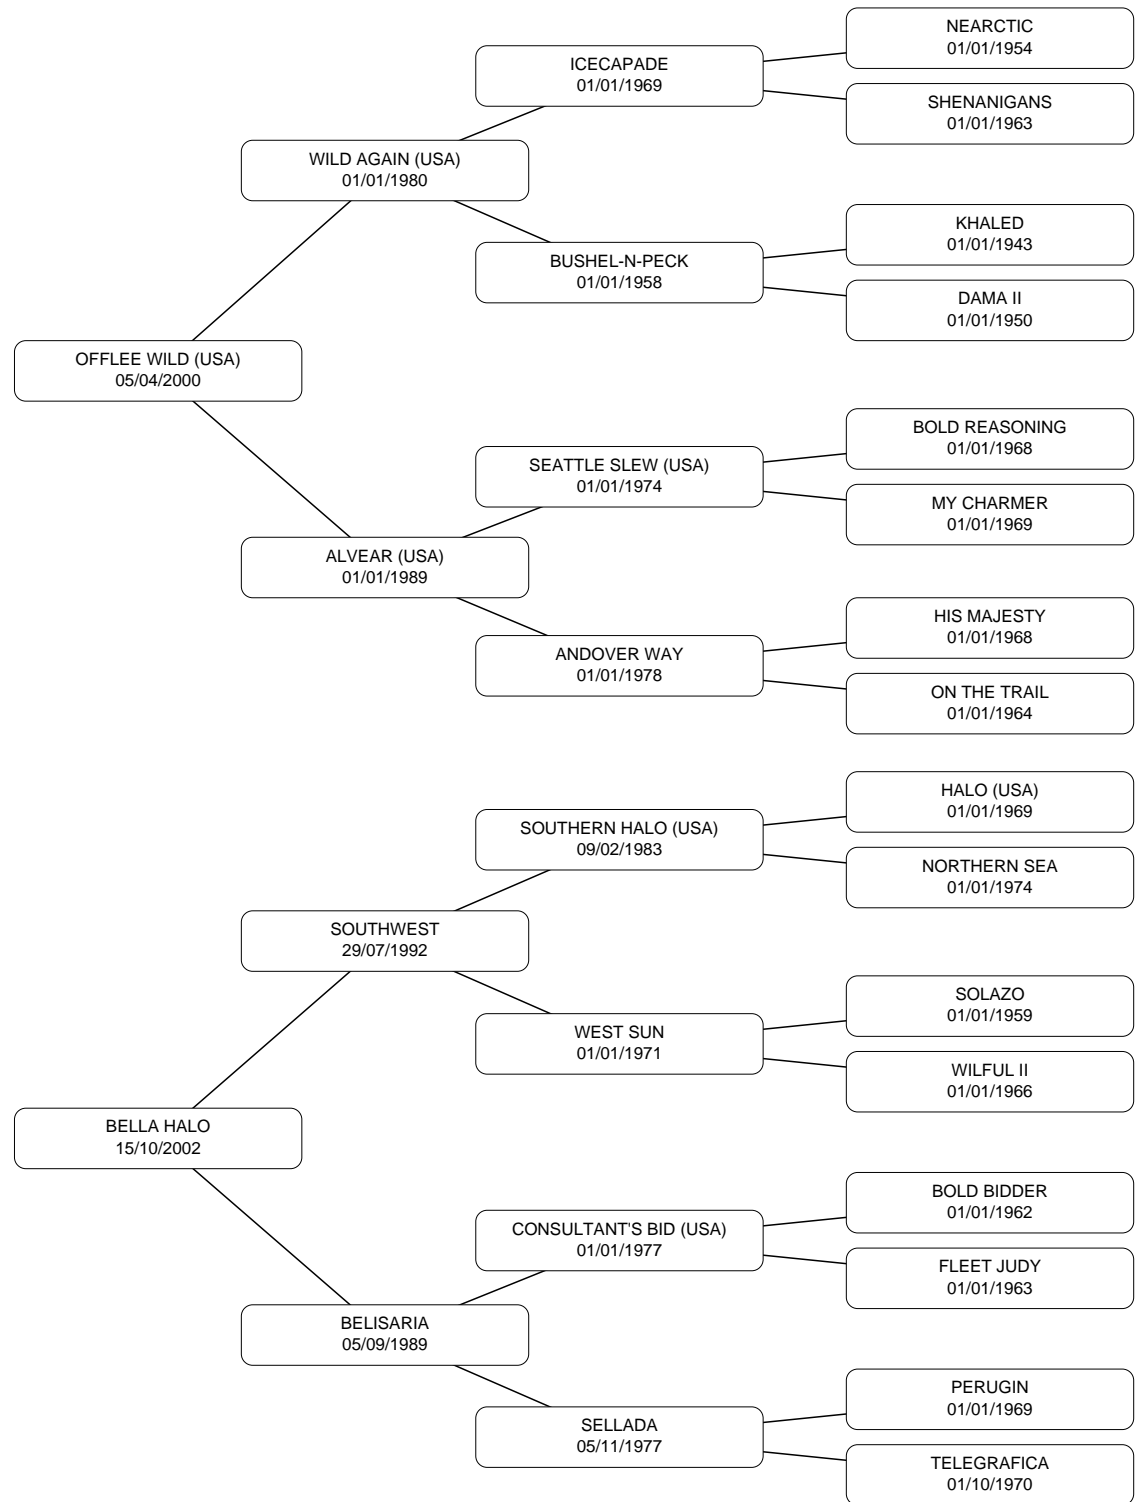 NEARCTIC
01/01/1954
ICECAPADE
01/01/1969
SHENANIGANS
01/01/1963
WILD AGAIN (USA)
01/01/1980
KHALED
01/01/1943
BUSHEL-N-PECK
01/01/1958
DAMA II
01/01/1950
OFFLEE WILD (USA)
05/04/2000
BOLD REASONING
01/01/1968
SEATTLE SLEW (USA)
01/01/1974
MY CHARMER
01/01/1969
ALVEAR (USA)
01/01/1989
HIS MAJESTY
01/01/1968
ANDOVER WAY
01/01/1978
ON THE TRAIL
01/01/1964
HALO (USA)
01/01/1969
SOUTHERN HALO (USA)
09/02/1983
NORTHERN SEA
01/01/1974
SOUTHWEST
29/07/1992
SOLAZO
01/01/1959
WEST SUN
01/01/1971
WILFUL II
01/01/1966
BELLA HALO
15/10/2002
BOLD BIDDER
01/01/1962
CONSULTANT'S BID (USA)
01/01/1977
FLEET JUDY
01/01/1963
BELISARIA
05/09/1989
PERUGIN
01/01/1969
SELLADA
05/11/1977
TELEGRAFICA
01/10/1970